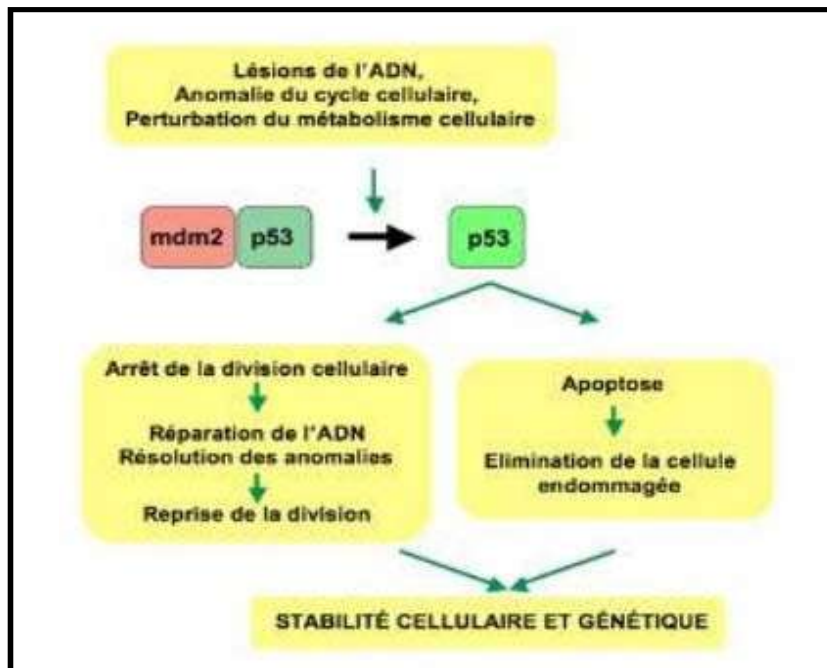 Lésions de l'ADN,
Anomalie du cycle cellulaire,
Perturbation du métabolisme cellulaire
mdm2 p53
p53
Arrêt de la division cellulaire
Réparation de l'ADN
Résolution des anomalies
Reprise de la division
Apoptose
Elimination de la cellule
endommagée
STABILITÉ CELLULAIRE ET GÉNÉTIQUE